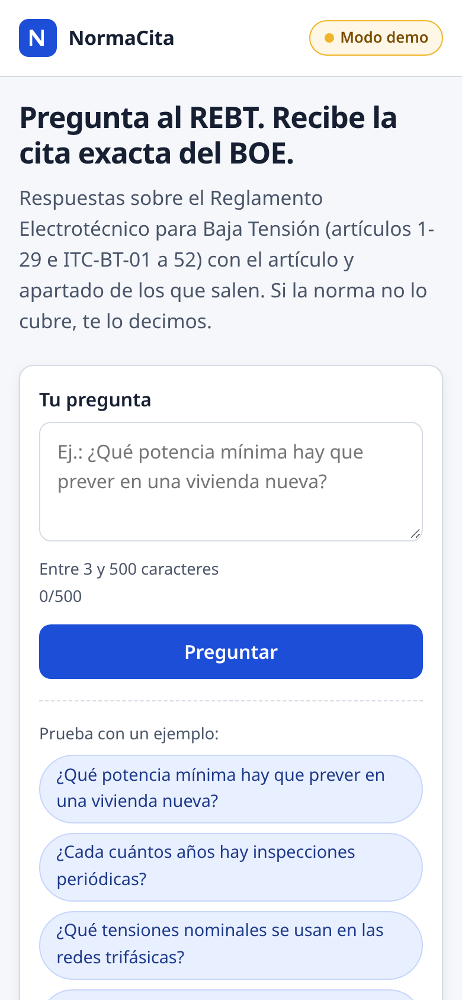 N NormaCita Modo demo
Pregunta al REBT. Recibe la
cita exacta del BOE.
Respuestas sobre el Reglamento
Electrotécnico para Baja Tensión (artículos 1-
29 e ITC-BT-01 a 52) con el artículo y
apartado de los que salen. Si la norma no lo
cubre, te lo decimos.
Tu pregunta
Ej.: ¿Qué potencia mínima hay que
prever en una vivienda nueva?
Entre 3 y 500 caracteres
0/500
Preguntar
Prueba con un ejemplo:
¿Qué potencia mínima hay que prever en
una vivienda nueva?
¿Cada cuántos años hay inspecciones
periódicas?
¿Qué tensiones nominales se usan en las
redes trifásicas?